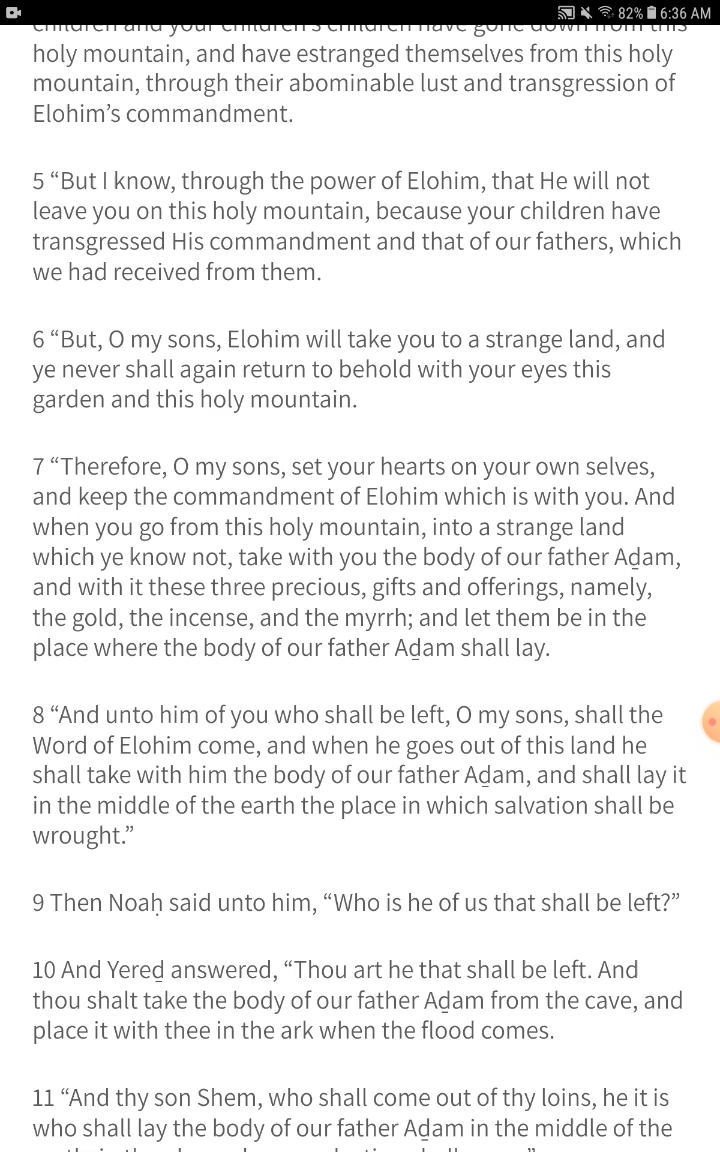 82% 6:36 AM
children and your children's children have gone down from this
holy mountain, and have estranged themselves from this holy
mountain, through their abominable lust and transgression of
Elohim’s commandment.
5 “But I know, through the power of Elohim, that He will not
leave you on this holy mountain, because your children have
transgressed His commandment and that of our fathers, which
we had received from them.
6 “But, O my sons, Elohim will take you to a strange land, and
ye never shall again return to behold with your eyes this
garden and this holy mountain.
7 “Therefore, O my sons, set your hearts on your own selves,
and keep the commandment of Elohim which is with you. And
when you go from this holy mountain, into a strange land
which ye know not, take with you the body of our father Aḏam,
and with it these three precious, gifts and offerings, namely,
the gold, the incense, and the myrrh; and let them be in the
place where the body of our father Aḏam shall lay.
8 “And unto him of you who shall be left, O my sons, shall the
Word of Elohim come, and when he goes out of this land he
shall take with him the body of our father Aḏam, and shall lay it
in the middle of the earth the place in which salvation shall be
wrought.”
9 Then Noaḥ said unto him, “Who is he of us that shall be left?”
10 And Yereḏ answered, “Thou art he that shall be left. And
thou shalt take the body of our father Aḏam from the cave, and
place it with thee in the ark when the flood comes.
11 “And thy son Shem, who shall come out of thy loins, he it is
who shall lay the body of our father Aḏam in the middle of the